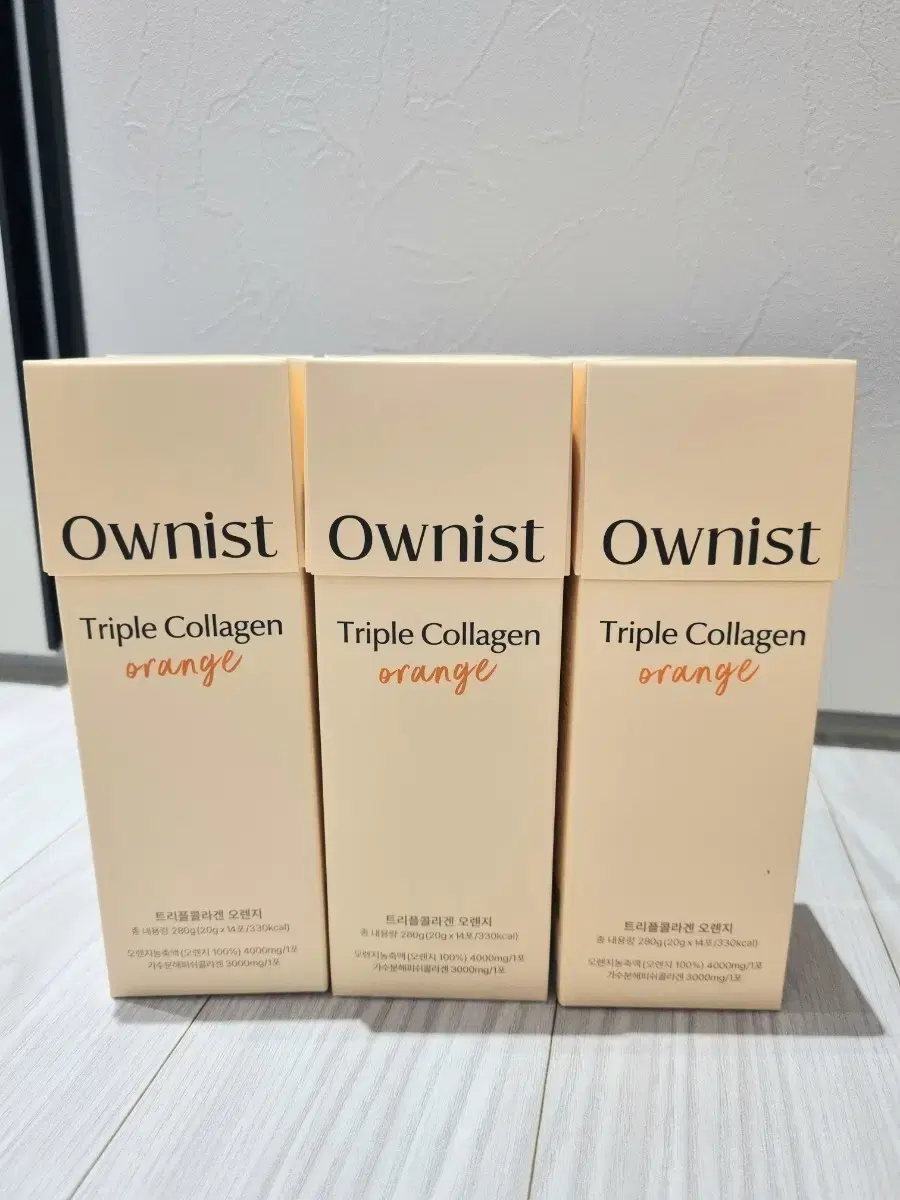 Ownist
Triple Collagen
orange
트리플콜라겐 오렌지
총 내용량 280g(20g x 14포/330kcal)
오렌지농축액(오렌지 100%) 4000mg/1포
가수분해피쉬콜라겐 3000mg/1포
Ownist
Triple Collagen
orange
트리플콜라겐 오렌지
총 내용량 280g(20g x 14포/330kcal)
오렌지농축액(오렌지 100%) 4000mg/1포
가수분해피쉬콜라겐 3000mg/1포
Ownist
Triple Collagen
orange
트리플콜라겐 오렌지
총 내용량 280g(20g x 14포/330kcal)
오렌지농축액(오렌지 100%) 4000mg/1포
가수분해피쉬콜라겐 3000mg/1포